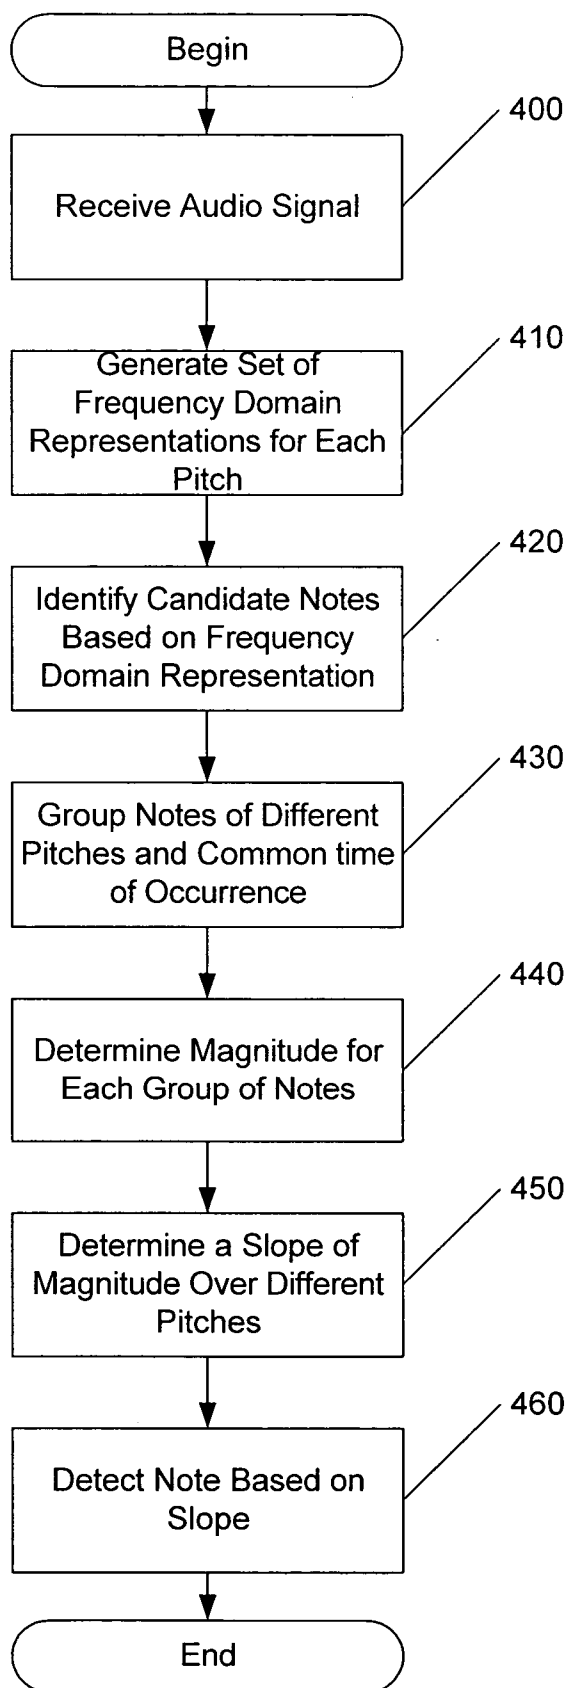 Begin
400
Receive Audio Signal
410
Generate Set of
Frequency Domain
Representations for Each
Pitch
420
Identify Candidate Notes
Based on Frequency
Domain Representation
430
Group Notes of Different
Pitches and Common time
of Occurrence
440
Determine Magnitude for
Each Group of Notes
450
Determine a Slope of
Magnitude Over Different
Pitches
460
Detect Note Based on
Slope
End